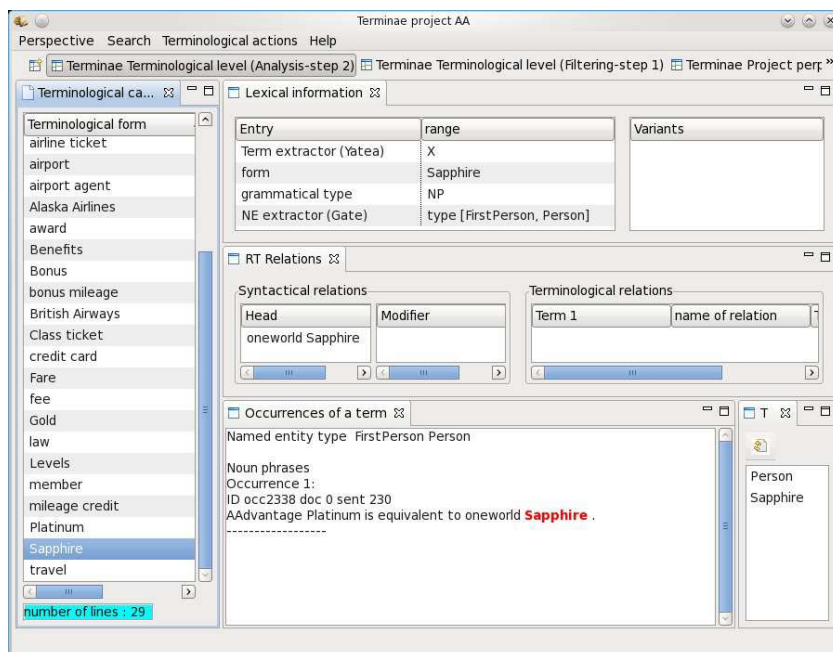 Terminae project AA
Perspective Search Terminological actions Help
Terminae Terminological level (Analysis-step 2) Terminae Terminological level (Filtering-step 1) Terminae Project perp »
Terminological ca...
Terminological form
airline ticket
airport
airport agent
Alaska Airlines
award
Benefits
Bonus
bonus mileage
British Airways
Class ticket
credit card
Fare
fee
Gold
law
Levels
member
mileage credit
Platinum
Sapphire
travel
number of lines : 29
Lexical information
Entry range
Term extractor (Yatea) X
form Sapphire
grammatical type NP
NE extractor (Gate) type [FirstPerson, Person]
Variants
RT Relations
Syntactical relations
Head Modifier
oneworld Sapphire
Terminological relations
Term 1 name of relation T
Occurrences of a term
Named entity type FirstPerson Person
Noun phrases
Occurrence 1:
ID occ2338 doc 0 sent 230
AAdvantage Platinum is equivalent to oneworld Sapphire .
-----------------
T
Person
Sapphire